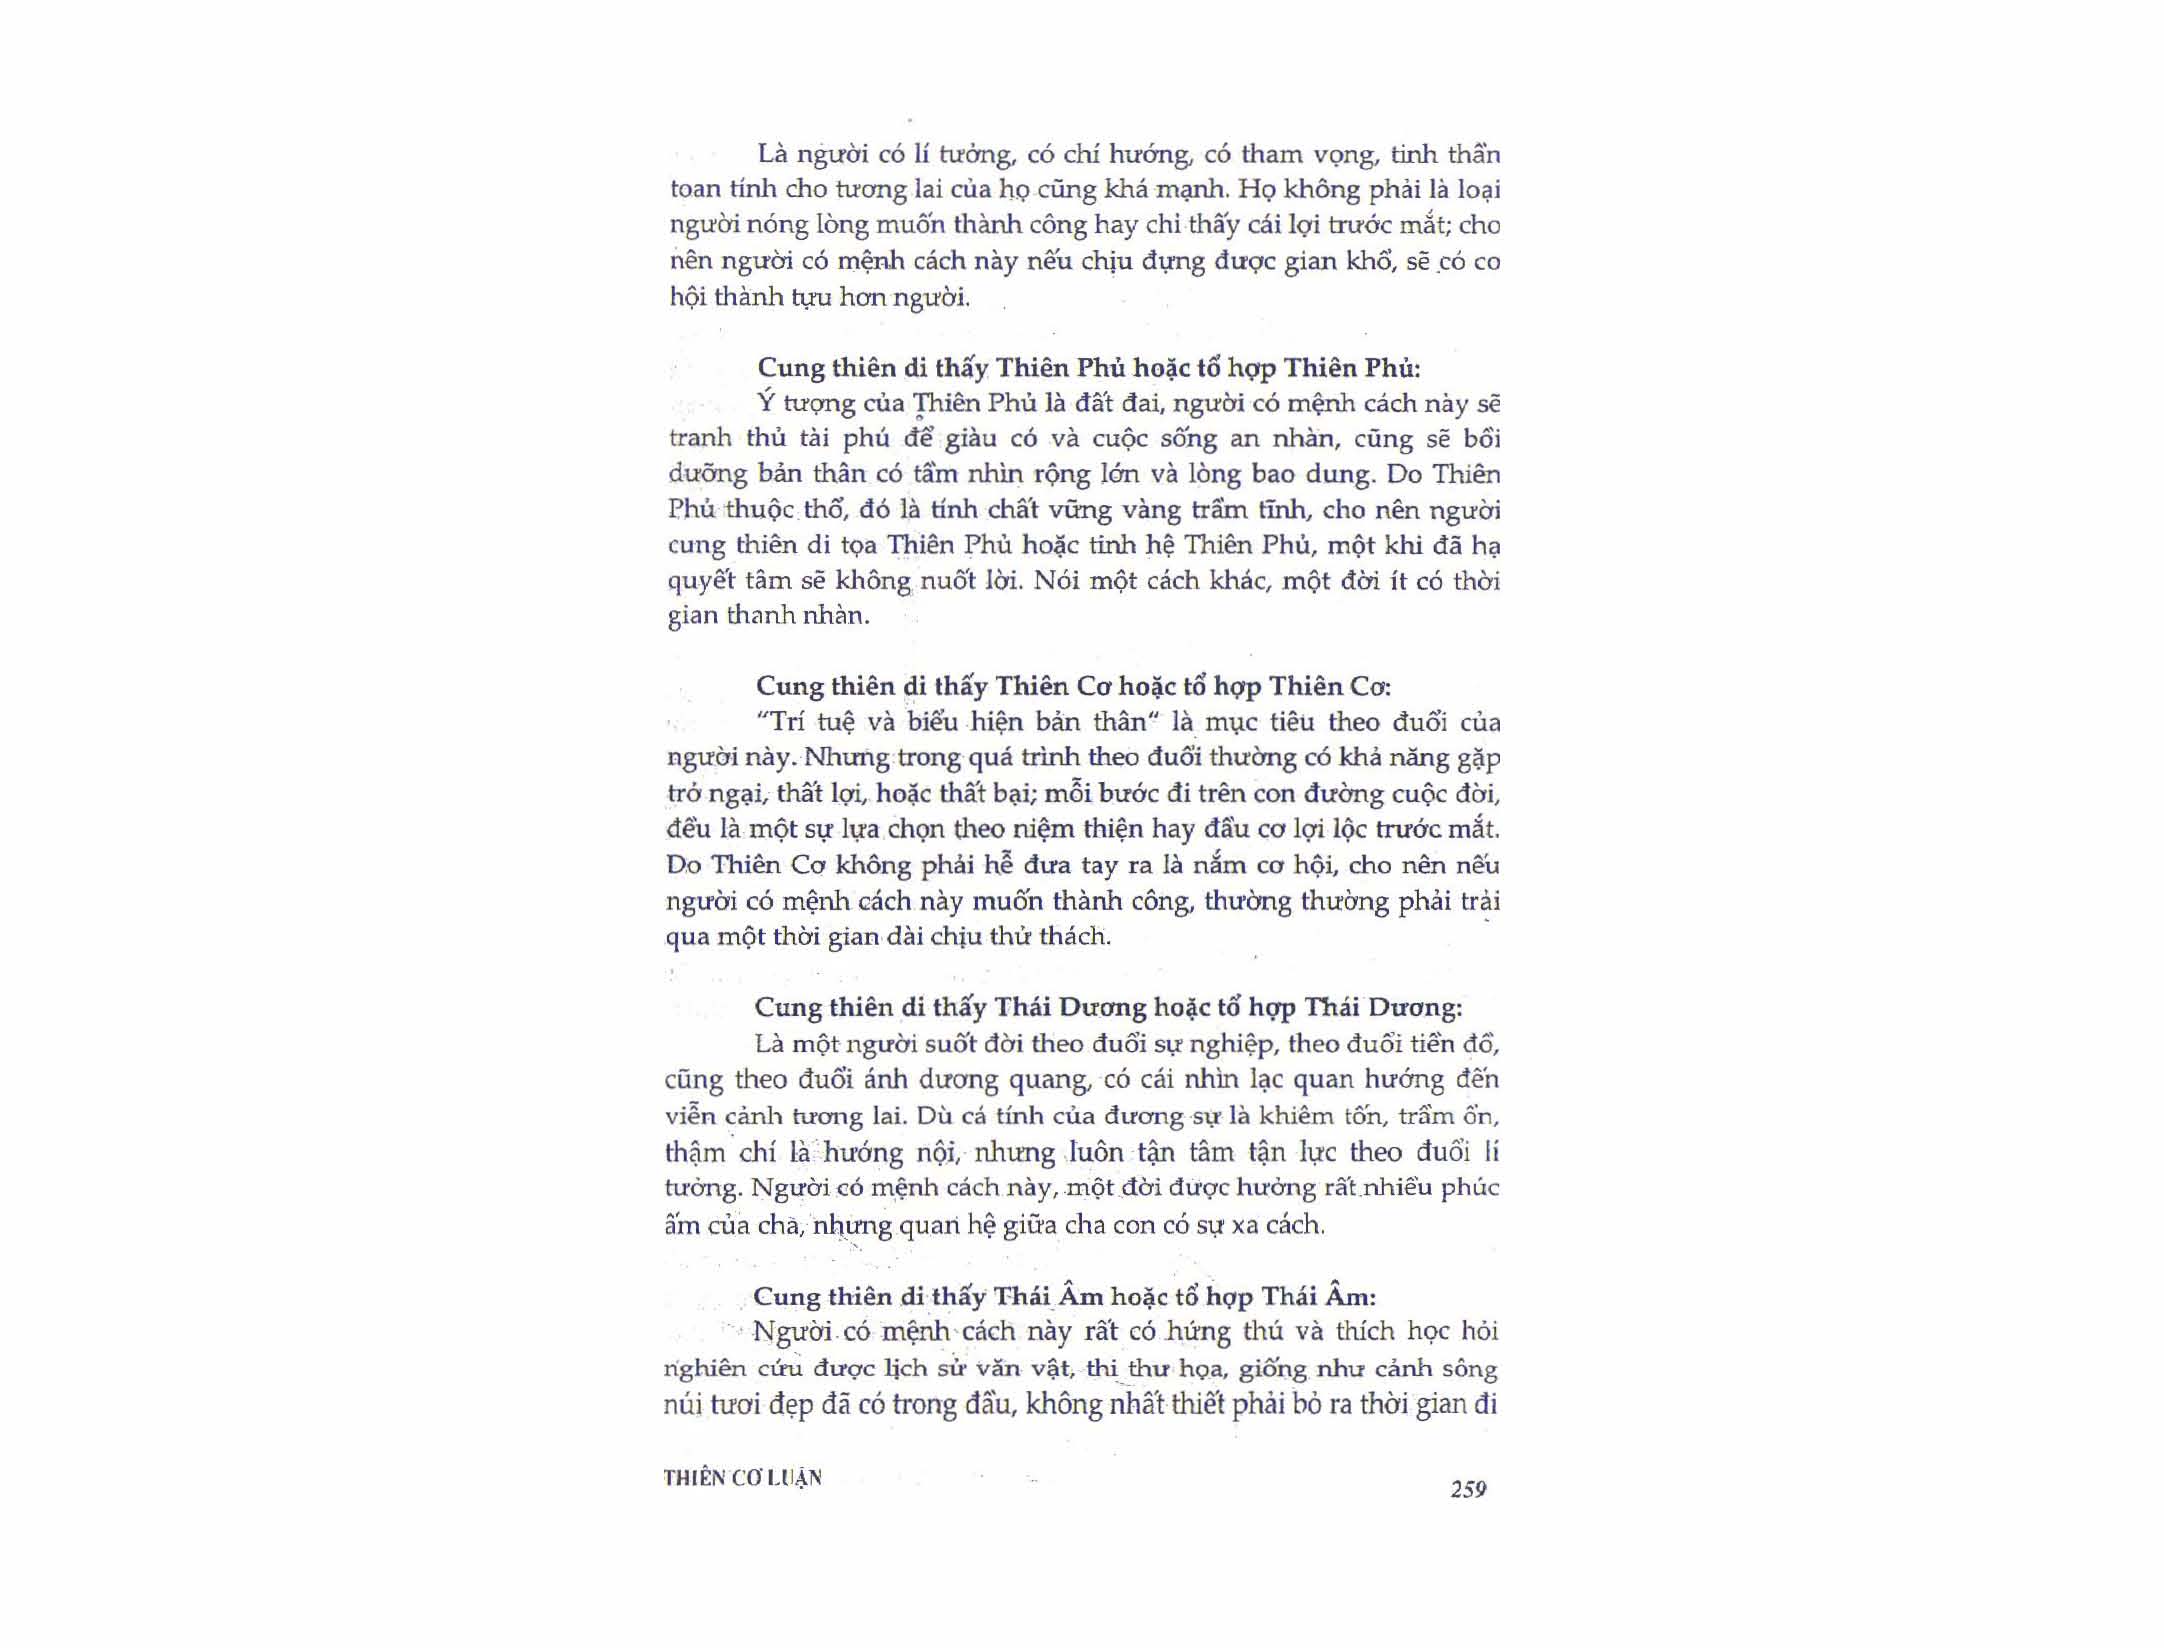 Là người có lí tưởng, có chí hướng, có tham vọng, tinh thần
toan tính cho tương lai của họ cũng khá mạnh. Họ không phải là loại
người nóng lòng muốn thành công hay chỉ thấy cái lợi trước mắt; cho
nên người có mệnh cách này nếu chịu đựng được gian khổ, sẽ có cơ
hội thành tựu hơn người.
Cung thiên di thấy Thiên Phủ hoặc tổ hợp Thiên Phủ:
Ý tượng của Thiên Phủ là đất đai, người có mệnh cách này sẽ
tranh thủ tài phú để giàu có và cuộc sống an nhàn, cũng sẽ bồi
dưỡng bản thân có tầm nhìn rộng lớn và lòng bao dung. Do Thiên
Phủ thuộc thổ, đó là tính chất vững vàng trầm tĩnh, cho nên người
cung thiên di tọa Thiên Phủ hoặc tinh hệ Thiên Phủ, một khi đã hạ
quyết tâm sẽ không nuốt lời. Nói một cách khác, một đời ít có thời
gian thanh nhàn.
Cung thiên di thấy Thiên Cơ hoặc tổ hợp Thiên Cơ:
"Trí tuệ và biểu hiện bản thân" là mục tiêu theo đuổi của
người này. Nhưng trong quá trình theo đuổi thường có khả năng gặp
trở ngại, thất lợi, hoặc thất bại; mỗi bước đi trên con đường cuộc đời,
đều là một sự lựa chọn theo niệm thiện hay đầu cơ lợi lộc trước mắt.
Do Thiên Cơ không phải hễ đưa tay ra là nắm cơ hội, cho nên nếu
người có mệnh cách này muốn thành công, thường thường phải trải
qua một thời gian dài chịu thử thách.
Cung thiên di thấy Thái Dương hoặc tổ hợp Thái Dương:
Là một người suốt đời theo đuổi sự nghiệp, theo đuổi tiền đồ,
cũng theo đuổi ánh dương quang, có cái nhìn lạc quan hướng đến
viễn cảnh tương lai. Dù cá tính của đương sự là khiêm tốn, trầm ổn,
thậm chí là hướng nội, nhưng luôn tận tâm tận lực theo đuổi lí
tưởng. Người có mệnh cách này, một đời được hưởng rất nhiều phúc
ấm của cha, nhưng quan hệ giữa cha con có sự xa cách.
Cung thiên di thấy Thái Âm hoặc tổ hợp Thái Âm:
Người có mệnh cách này rất có hứng thú và thích học hỏi
nghiên cứu được lịch sử văn vật, thi thư họa, giống như cảnh sông
núi tươi đẹp đã có trong đầu, không nhất thiết phải bỏ ra thời gian đi
THIÊN CƠ LUẬN
259